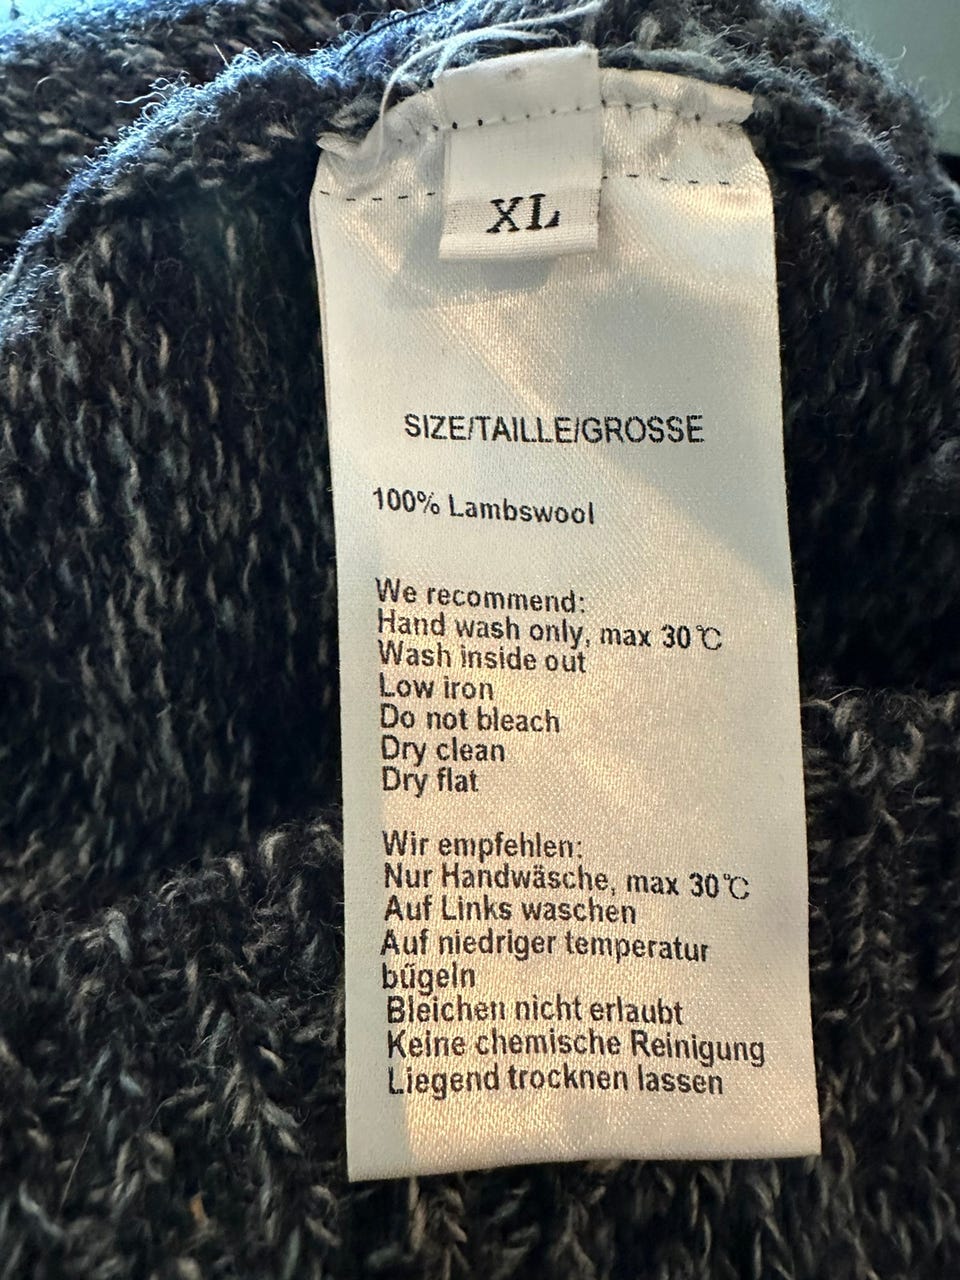 XL
SIZE/TAILLE/GROSSE
100% Lambswool
We recommend:
Hand wash only, max 30℃
Wash inside out
Low iron
Do not bleach
Dry clean
Dry flat
Wir empfehlen:
Nur Handwäsche, max 30℃
Auf Links waschen
Auf niedriger temperatur
bügeln
Bleichen nicht erlaubt
Keine chemische Reinigung
Liegend trocknen lassen